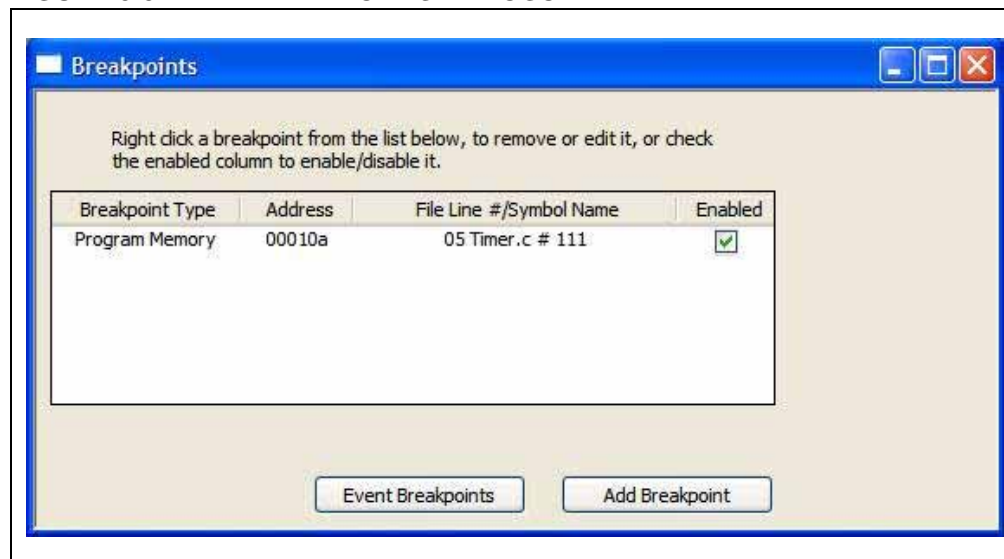 Breakpoints
Right click a breakpoint from the list below, to remove or edit it, or check
the enabled column to enable/disable it.
Breakpoint Type Address File Line #/Symbol Name Enabled
Program Memory 00010a 05 Timer.c # 111
Event Breakpoints Add Breakpoint